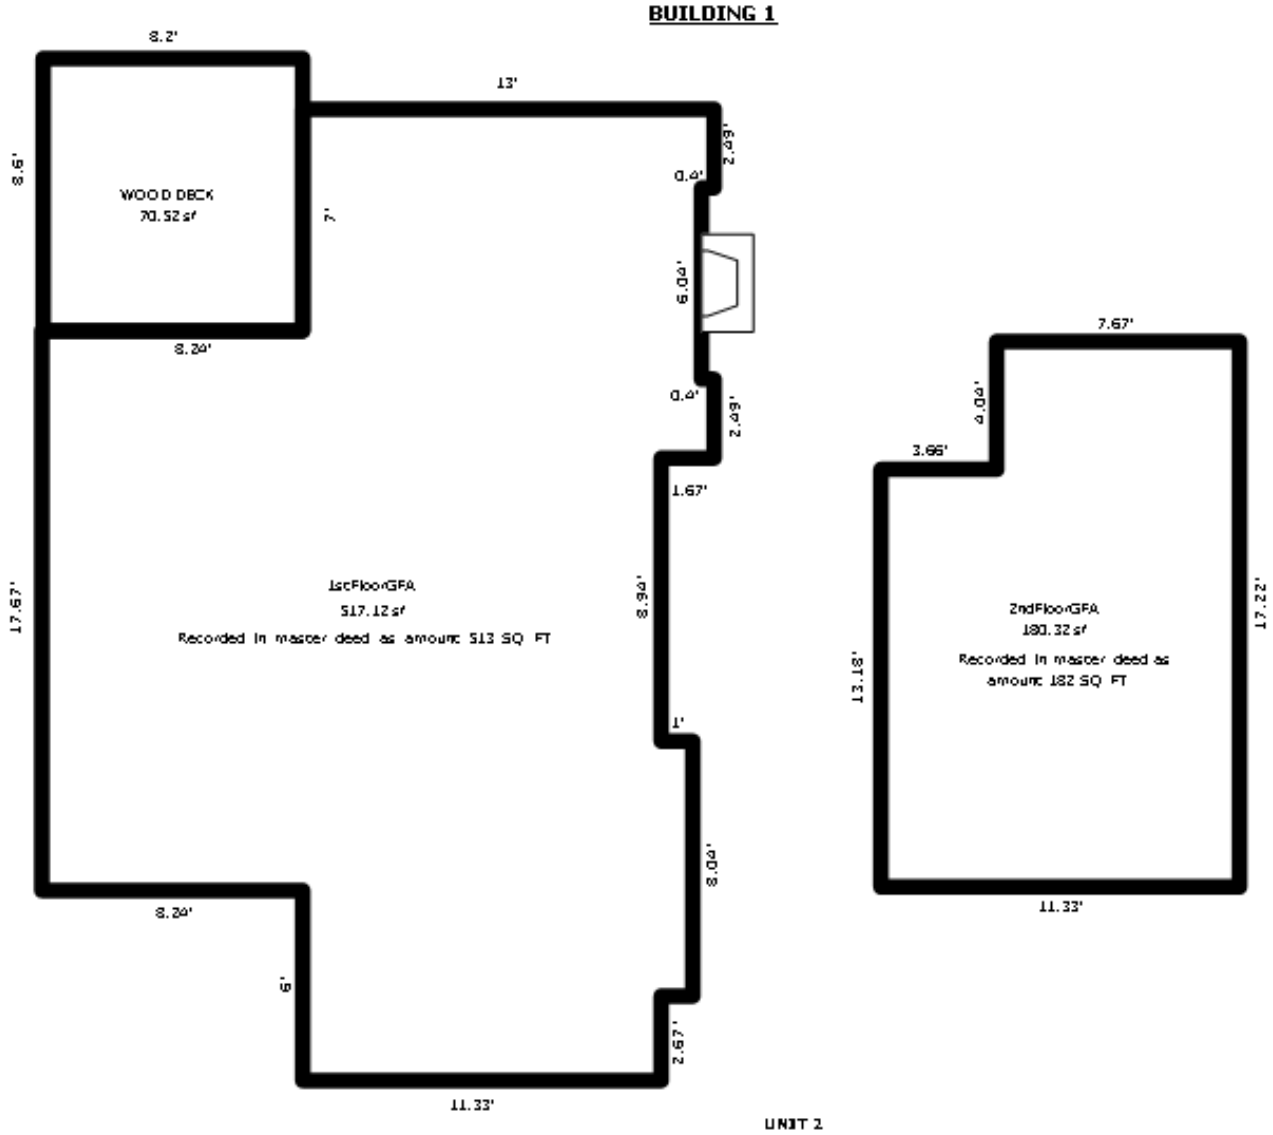 BUILDING 1
8.2'
13'
2.49'
8.6'
0.4'
WOOD DECK
70.52 sf
7'
6.04'
7.67'
8.24'
0.4'
4.04'
2.49'
3.66'
1.67'
17.67'
1stFloorGFA
517.12 sf
Recorded in master deed as amount 513 SQ FT
8.94'
2ndFloorGFA
180.32 sf
Recorded in master deed as
amount 182 SQ FT
17.22'
13.18'
1'
8.04'
8.24'
11.33'
6'
2.67'
11.33'
UNIT 2